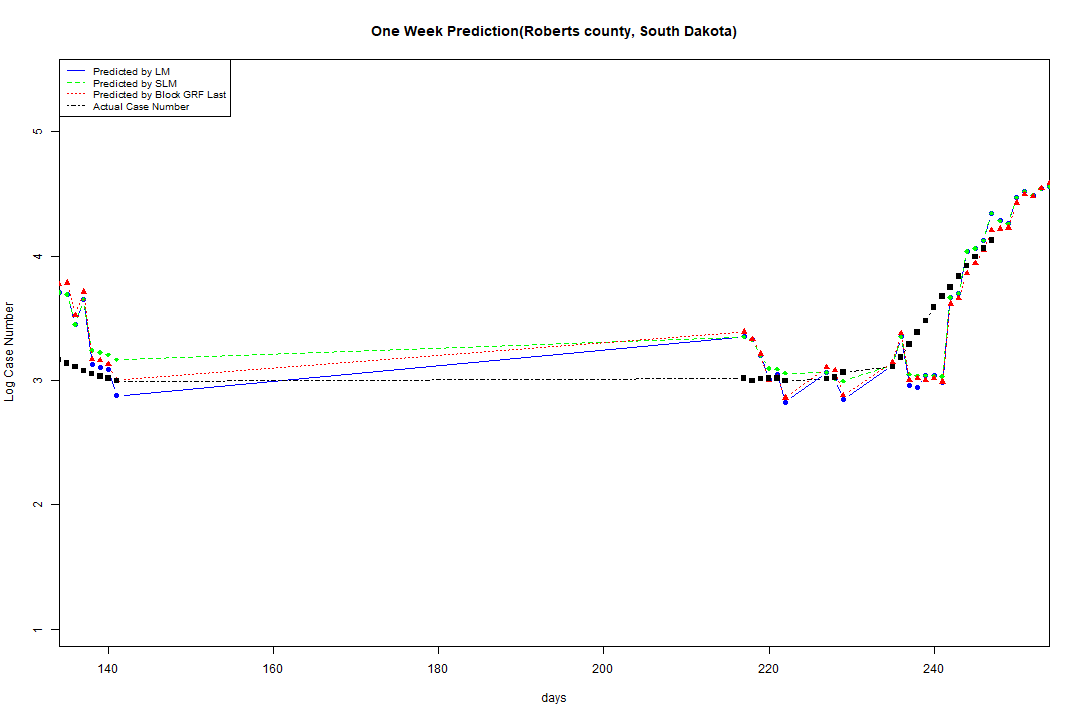 One Week Prediction(Roberts county, South Dakota)
Predicted by LM
Predicted by SLM
Predicted by Block GRF Last
Actual Case Number
5
4
3
2
1
Log Case Number
140 160 180 200 220 240
days